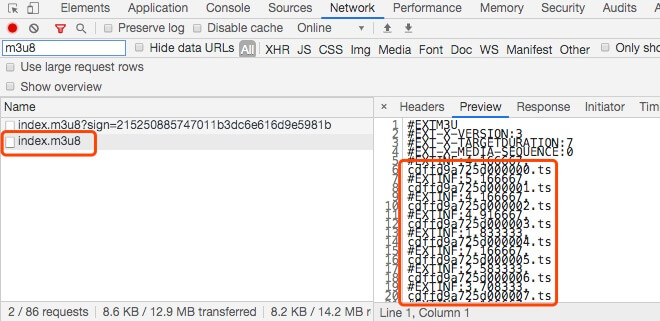 Elements Application Network Performance Memory Security Audits
Preserve log Disable cache Online
m3u8 Hide data URLs All XHR JS CSS Img Media Font Doc WS Manifest Other Only sho
Use large request rows
Show overview
Name
index.m3u8?sign=215250885747011b3dc6e616d9e5981b
index.m3u8
2 / 86 requests 8.6 KB / 12.9 MB transferred 8.2 KB / 14.2 MB r
× Headers Preview Response Initiator Tim
1 #EXTM3U
2 #EXT-X-VERSION:3
3 #EXT-X-TARGETDURATION:7
4 #EXT-X-MEDIA-SEQUENCE:0
5 #EXTINF:4.166667,
6 cdffd9a725d000000.ts
7 #EXTINF:5.166667,
8 cdffd9a725d000001.ts
9 #EXTINF:4.166667,
10 cdffd9a725d000002.ts
11 #EXTINF:4.916667,
12 cdffd9a725d000003.ts
13 #EXTINF:1.833333,
14 cdffd9a725d000004.ts
15 #EXTINF:7.166667,
16 cdffd9a725d000005.ts
17 #EXTINF:2.583333,
18 cdffd9a725d000006.ts
19 #EXTINF:3.708333,
20 cdffd9a725d000007.ts
Line 1, Column 1